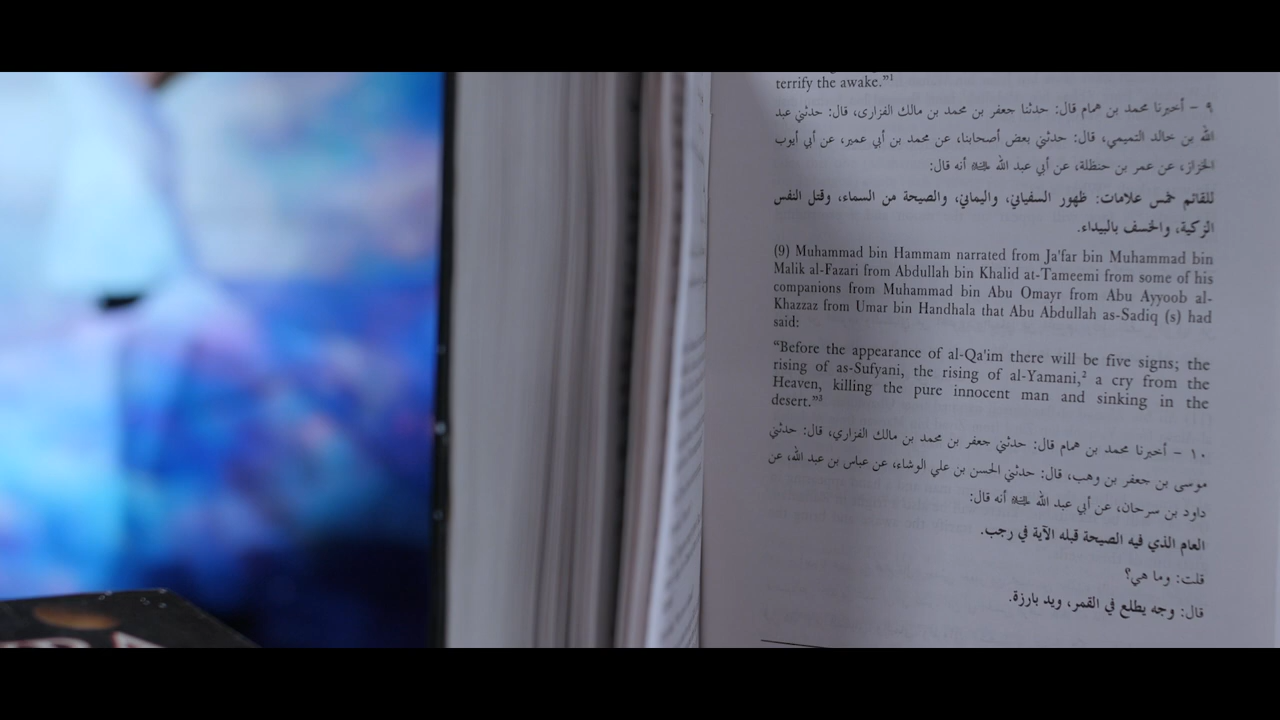 terrify the awake.”1
٩ - أخبرنا محمد بن همام قال: حدثنا جعفر بن محمد بن مالك الفزارى، قال: حدثني عبد
الله بن خالد التميمي، قال: حدثني بعض أصحابنا، عن محمد بن أبي عمير، عن أبي أيوب
الخزاز، عن عمر بن حنظلة، عن أبي عبد الله أنه قال:
للقائم خمس علامات: ظهور السفياني، واليماني، والصيحة من السماء، وقتل النفس
الزكية، والخسف بالبيداء.
(9) Muhammad bin Hammam narrated from Ja'far bin Muhammad bin
Malik al-Fazari from Abdullah bin Khalid at-Tameemi from some of his
companions from Muhammad bin Abu Omayr from Abu Ayyoob al-
Khazzaz from Umar bin Handhala that Abu Abdullah as-Sadiq (s) had
said:
“Before the appearance of al-Qa'im there will be five signs; the
rising of as-Sufyani, the rising of al-Yamani,2 a cry from the
Heaven, killing the pure innocent man and sinking in the
desert.”3
١٠ - أخبرنا محمد بن همام قال: حدثني جعفر بن محمد بن مالك الفزاري، قال: حدثني
موسى بن جعفر بن وهب، قال: حدثني الحسن بن علي الوشاء، عن عباس بن عبد الله، عن
داود بن سرحان، عن أبي عبد الله أنه قال:
العام الذي فيه الصيحة قبله الآية في رجب.
قلت: وما هي؟
قال: وجه يطلع في القمر، ويد بارزة.